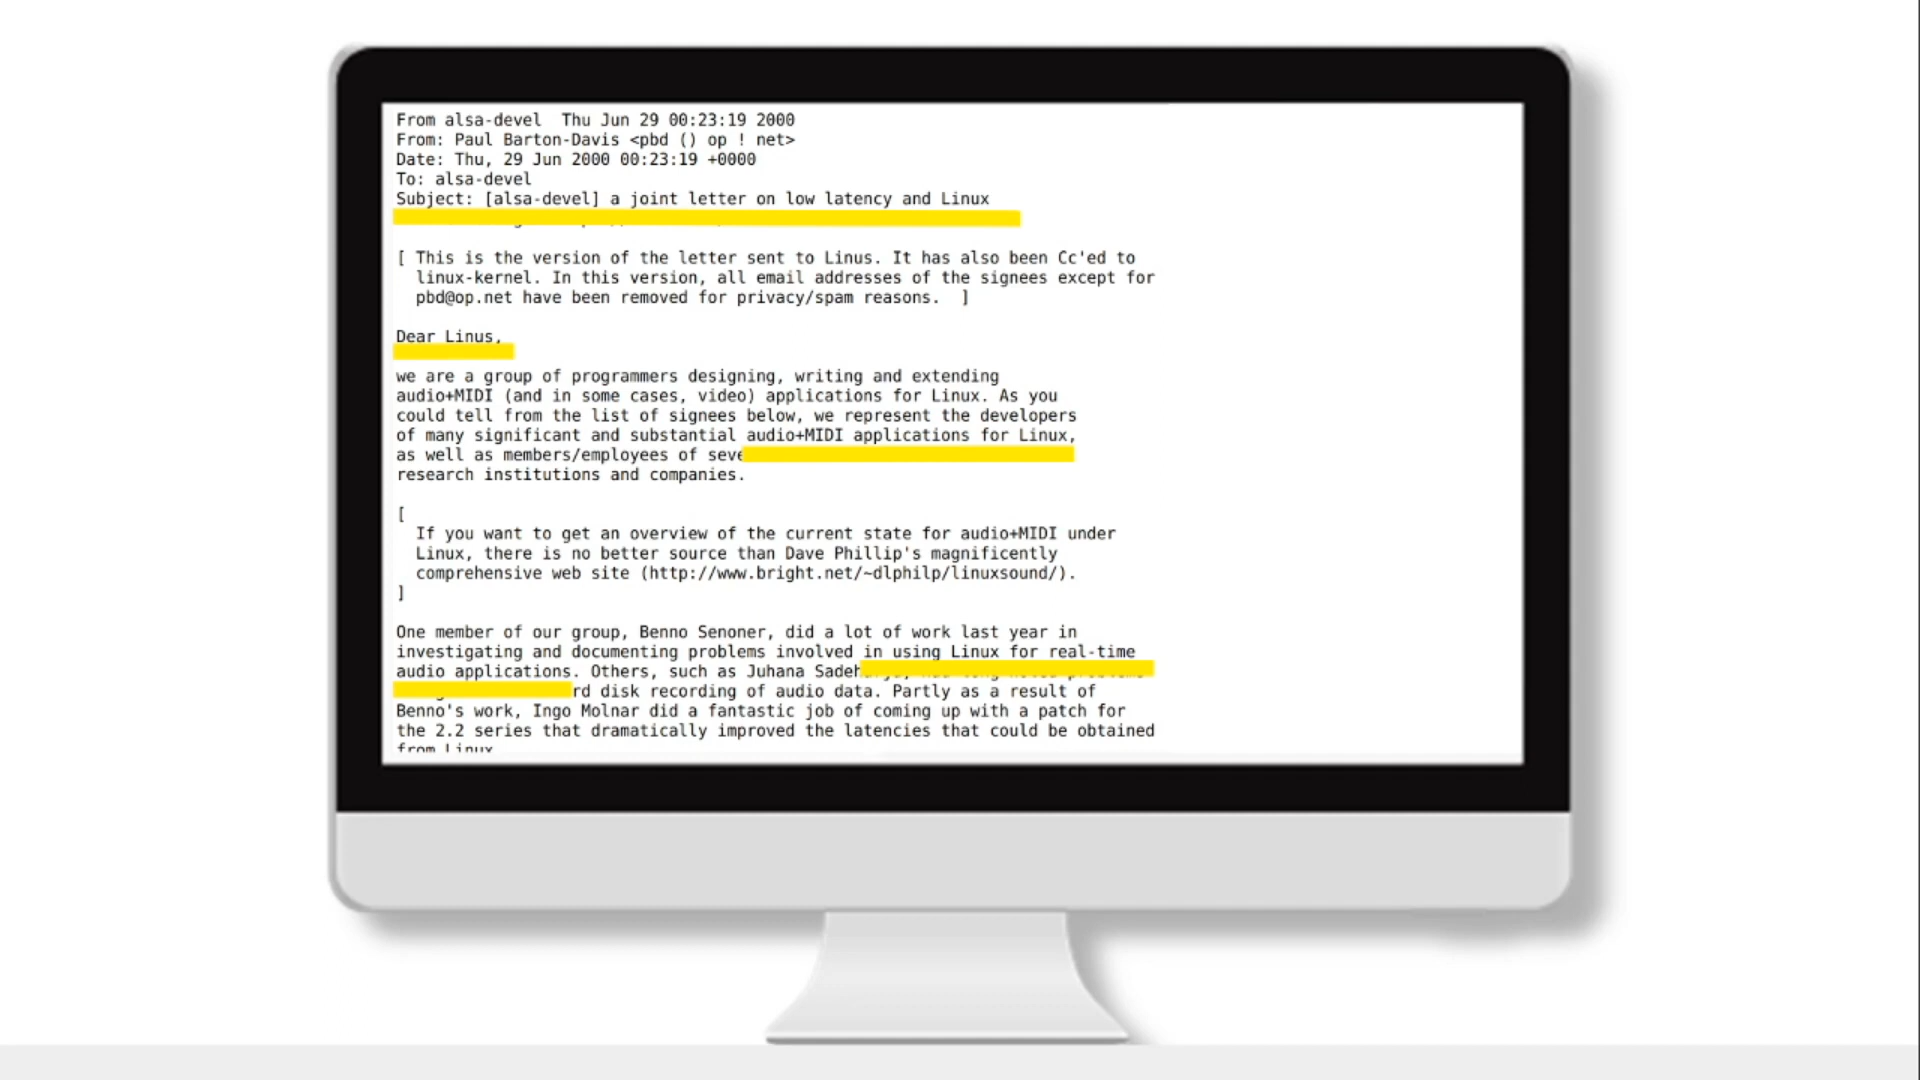 From alsa-devel  Thu Jun 29 00:23:19 2000
From: Paul Barton-Davis <pbd () op ! net>
Date: Thu, 29 Jun 2000 00:23:19 +0000
To: alsa-devel
Subject: [alsa-devel] a joint letter on low latency and Linux
[ This is the version of the letter sent to Linus. It has also been Cc'ed to
linux-kernel. In this version, all email addresses of the signees except for
pbd@op.net have been removed for privacy/spam reasons.  ]
Dear Linus,
we are a group of programmers designing, writing and extending
audio+MIDI (and in some cases, video) applications for Linux. As you
could tell from the list of signees below, we represent the developers
of many significant and substantial audio+MIDI applications for Linux,
as well as members/employees of seve
research institutions and companies.
[
If you want to get an overview of the current state for audio+MIDI under
Linux, there is no better source than Dave Phillip's magnificently
comprehensive web site (http://www.bright.net/~dlphilp/linuxsound/).
]
One member of our group, Benno Senoner, did a lot of work last year in
investigating and documenting problems involved in using Linux for real-time
audio applications. Others, such as Juhana Sadeh
rd disk recording of audio data. Partly as a result of
Benno's work, Ingo Molnar did a fantastic job of coming up with a patch for
the 2.2 series that dramatically improved the latencies that could be obtained
from Linux